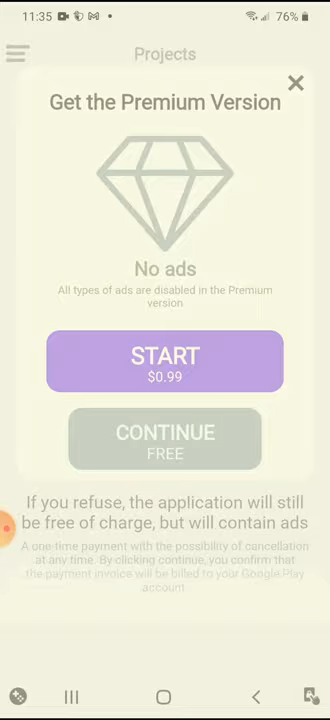 11:35 76%
Projects
Get the Premium Version
No ads
All types of ads are disabled in the Premium
version
START
$0.99
CONTINUE
FREE
If you refuse, the application will still
be free of charge, but will contain ads
A one-time payment with the possibility of cancellation
at any time. By clicking continue, you confirm that
the payment invoice will be billed to your Google Play
account.